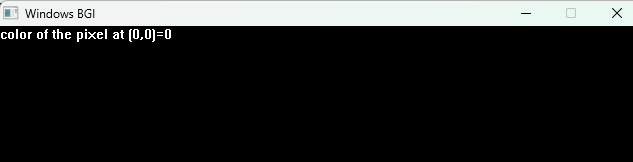 Windows BGI
color of the pixel at (0,0)=0